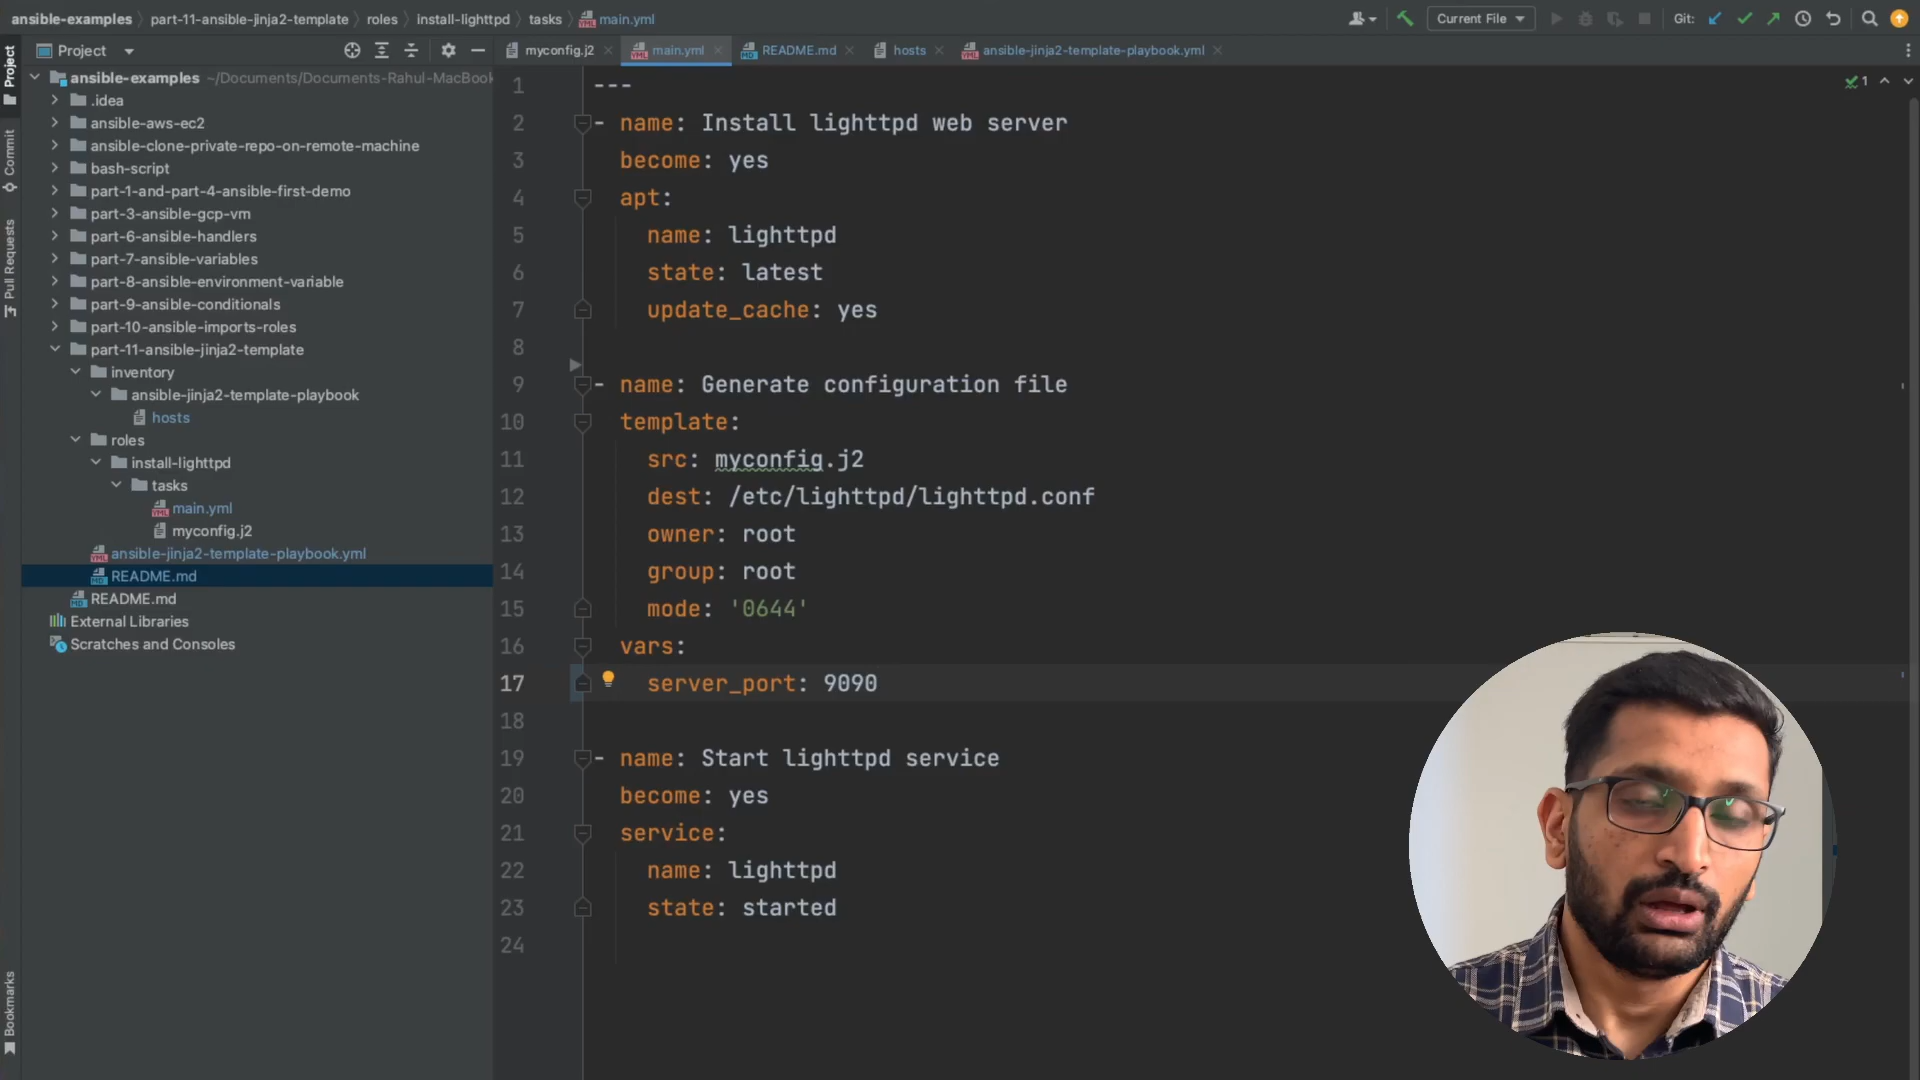 ansible-examples part-11-ansible-jinja2-template roles install-lighttpd tasks main.yml
Current File
Git:
Project
myconfig.j2 main.yml README.md hosts ansible-jinja2-template-playbook.yml
Project
Commit
Pull Requests
Bookmarks
ansible-examples ~/Documents/Documents-Rahul-MacBook
.idea
ansible-aws-ec2
ansible-clone-private-repo-on-remote-machine
bash-script
part-1-and-part-4-ansible-first-demo
part-3-ansible-gcp-vm
part-6-ansible-handlers
part-7-ansible-variables
part-8-ansible-environment-variable
part-9-ansible-conditionals
part-10-ansible-imports-roles
part-11-ansible-jinja2-template
inventory
ansible-jinja2-template-playbook
hosts
roles
install-lighttpd
tasks
main.yml
myconfig.j2
ansible-jinja2-template-playbook.yml
README.md
README.md
External Libraries
Scratches and Consoles
1
1 ---
2 - name: Install lighttpd web server
3 become: yes
4 apt:
5 name: lighttpd
6 state: latest
7 update_cache: yes
8
9 - name: Generate configuration file
10 template:
11 src: myconfig.j2
12 dest: /etc/lighttpd/lighttpd.conf
13 owner: root
14 group: root
15 mode: '0644'
16 vars:
17 server_port: 9090
18
19 - name: Start lighttpd service
20 become: yes
21 service:
22 name: lighttpd
23 state: started
24